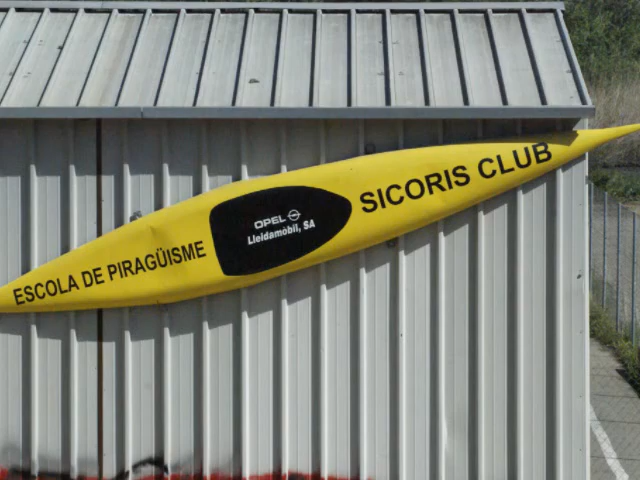 ESCOLA DE PIRAGÜISME
OPEL
Lleidamòbil, SA
SICORIS CLUB